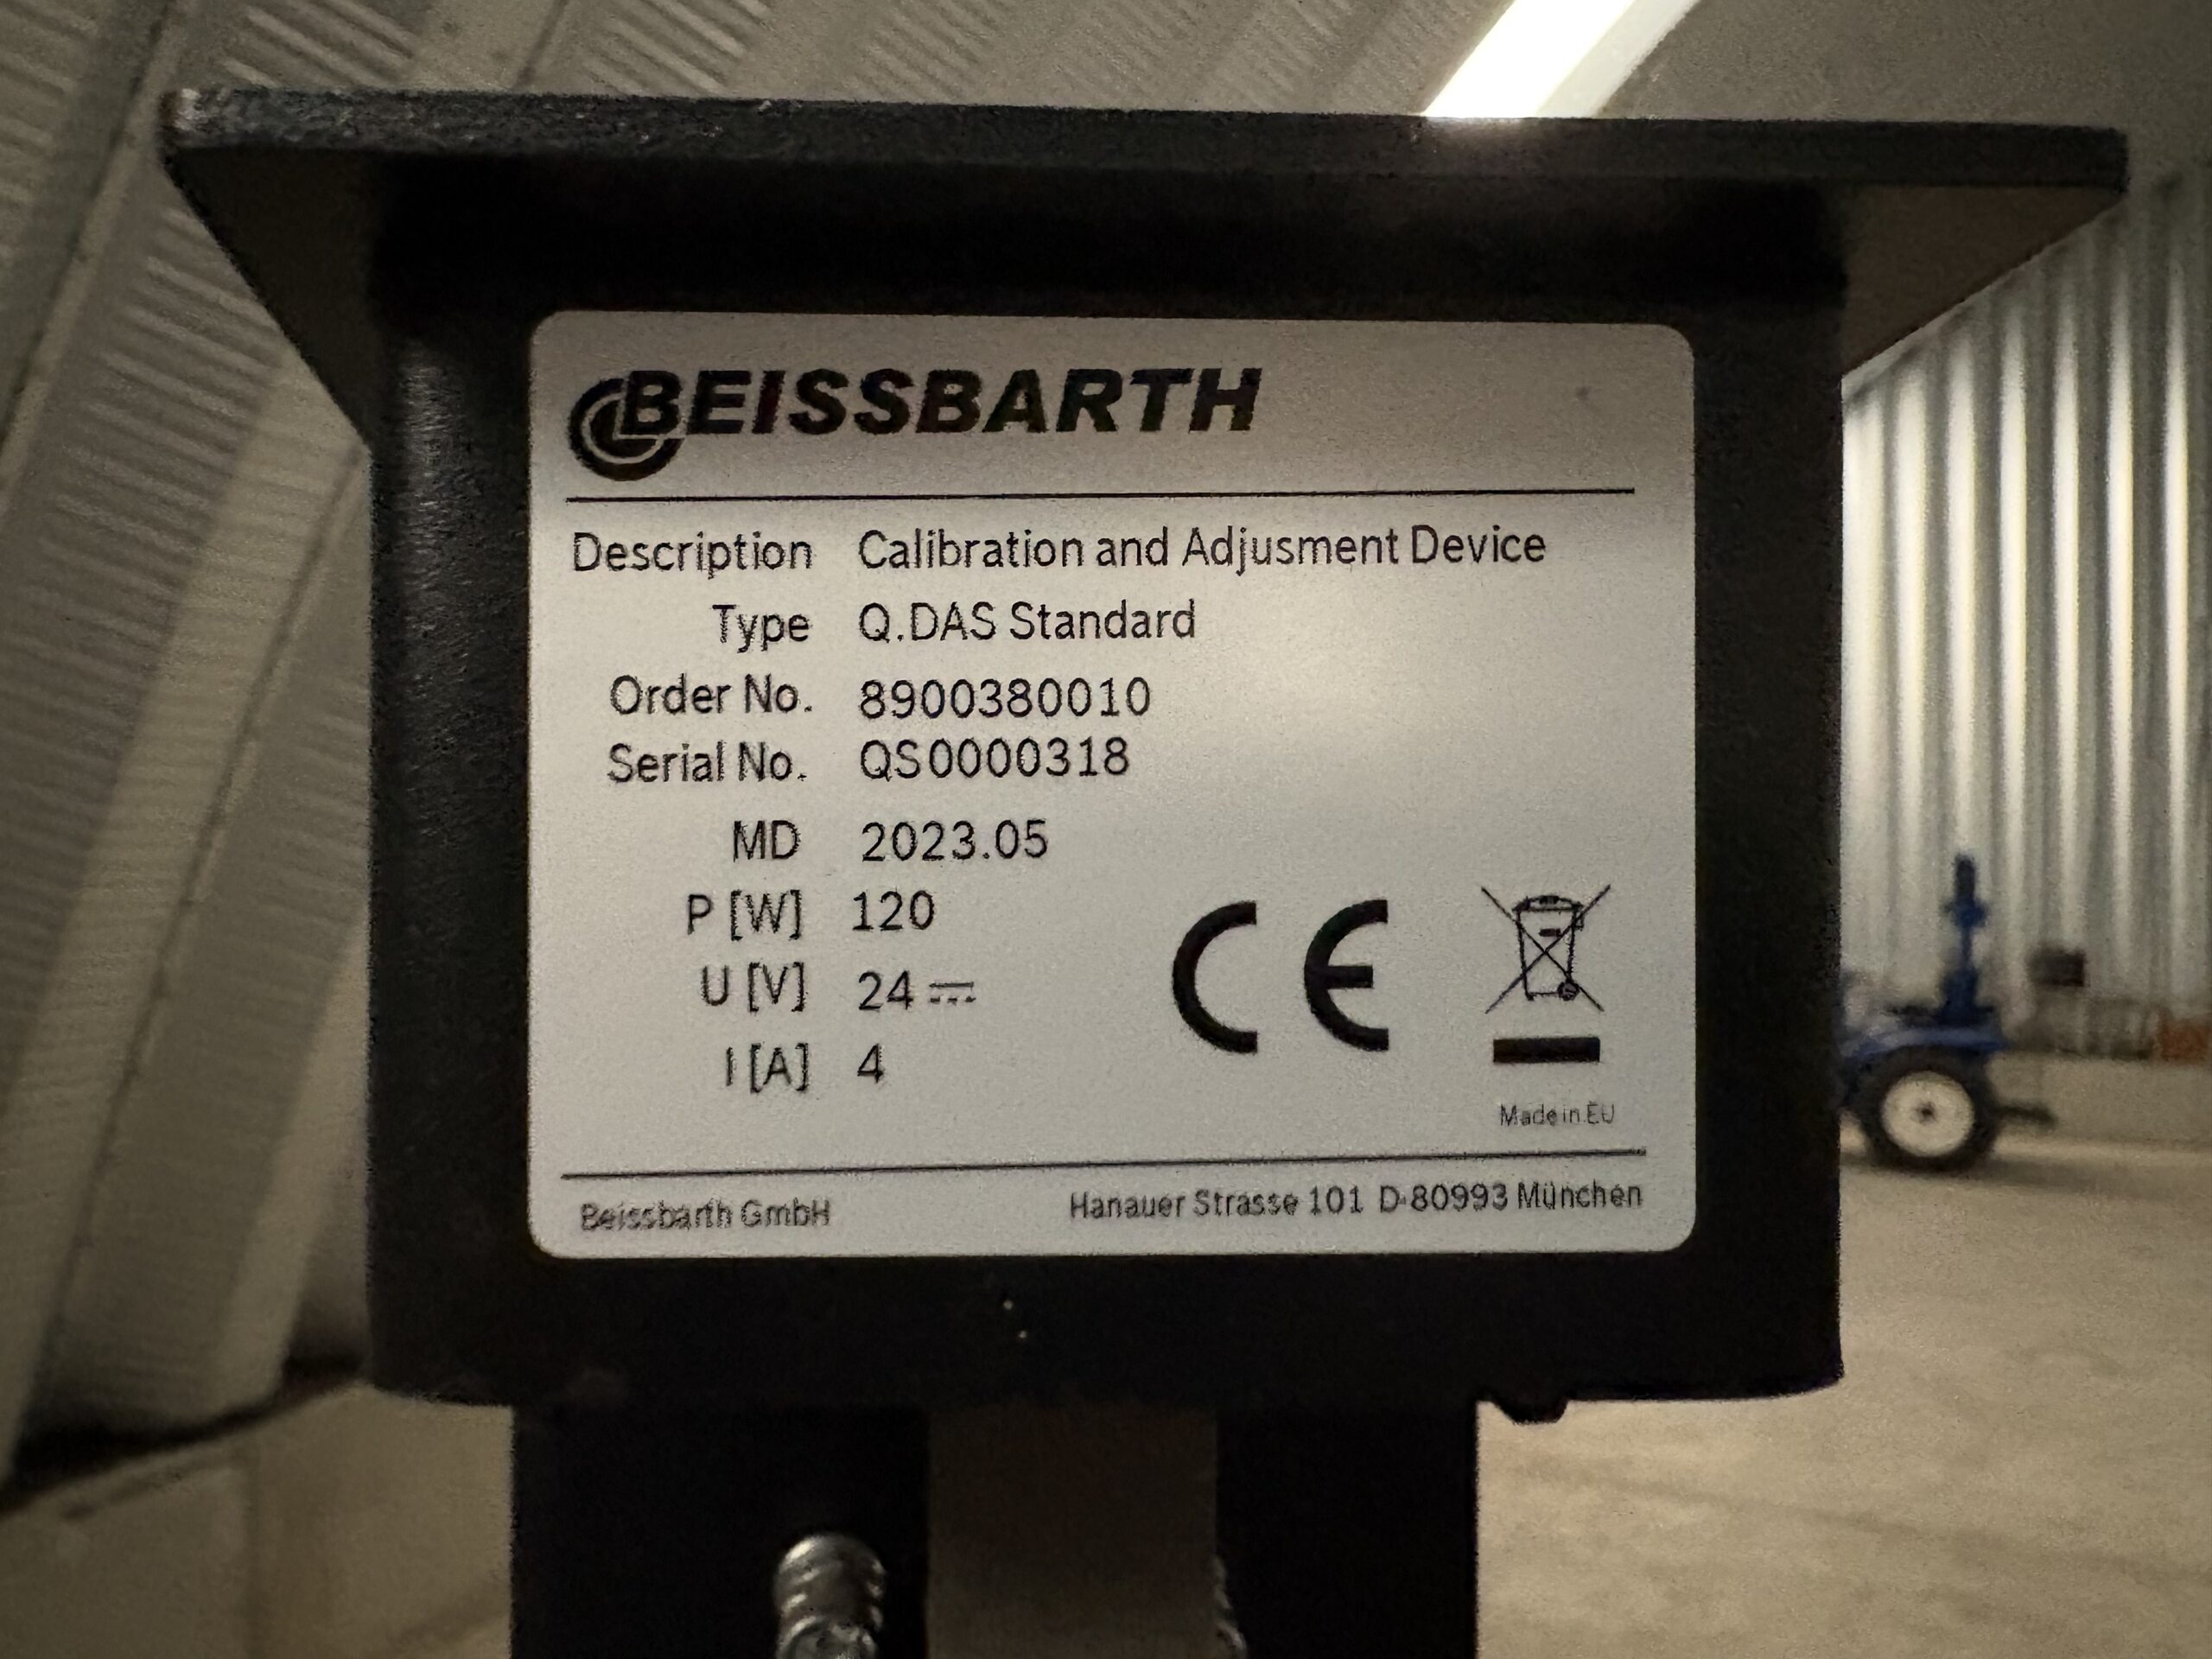 BEISSBARTH
Description Calibration and Adjusment Device
Type Q.DAS Standard
Order No. 8900380010
Serial No. QS0000318
MD 2023.05
P [W] 120
U [V] 24 ⎓
I [A] 4
CE
Made in EU
Beissbarth GmbH Hanauer Strasse 101 D-80993 München